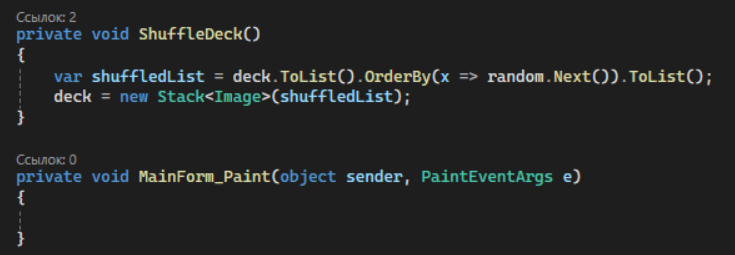 Ссылок: 2
private void ShuffleDeck()
{
var shuffledList = deck.ToList().OrderBy(x => random.Next()).ToList();
deck = new Stack<Image>(shuffledList);
}
Ссылок: 0
private void MainForm_Paint(object sender, PaintEventArgs e)
{
}